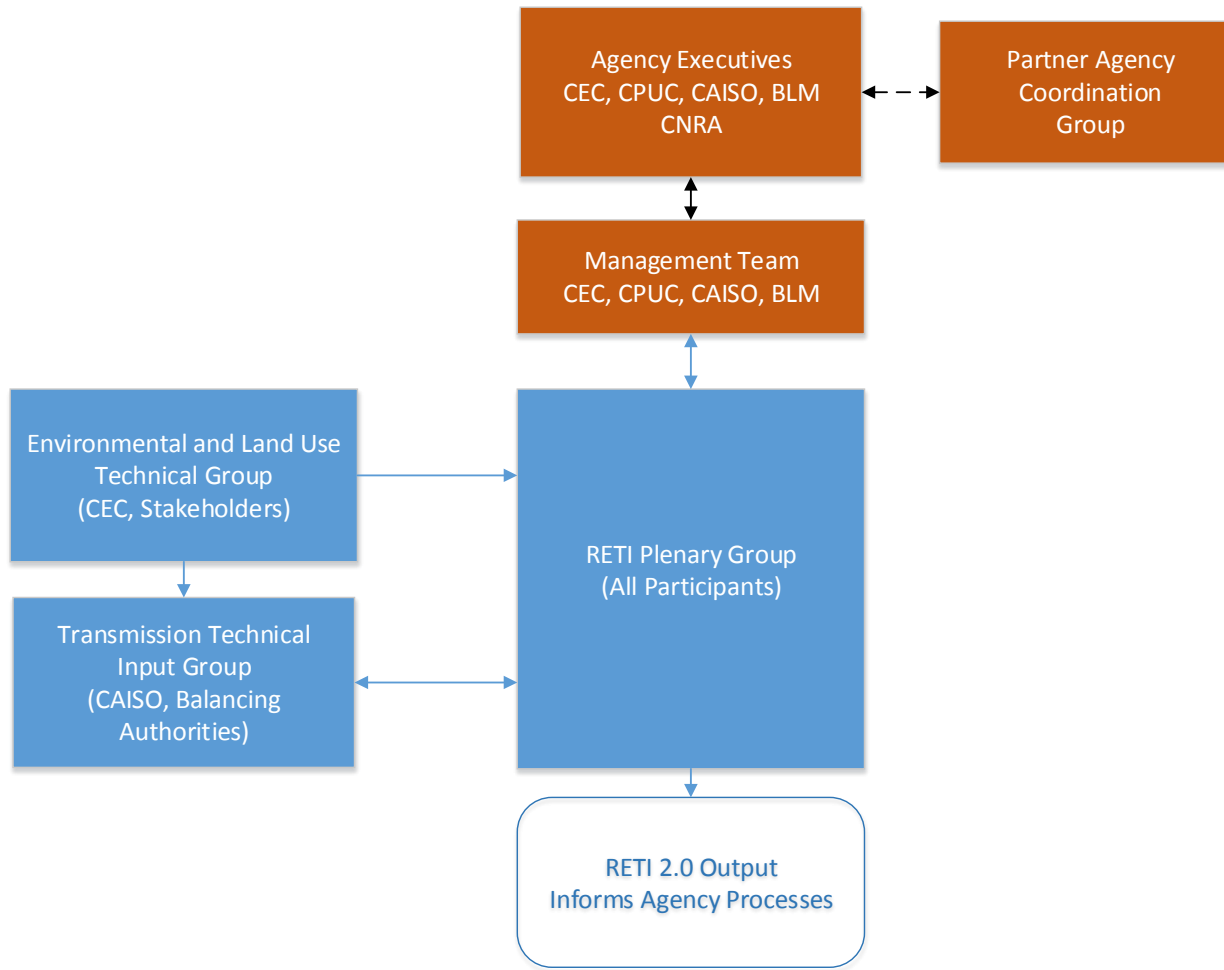 Agency Executives
CEC, CPUC, CAISO, BLM
CNRA
Partner Agency
Coordination
Group
Management Team
CEC, CPUC, CAISO, BLM
Environmental and Land Use
Technical Group
(CEC, Stakeholders)
RETI Plenary Group
(All Participants)
Transmission Technical
Input Group
(CAISO, Balancing
Authorities)
RETI 2.0 Output
Informs Agency Processes